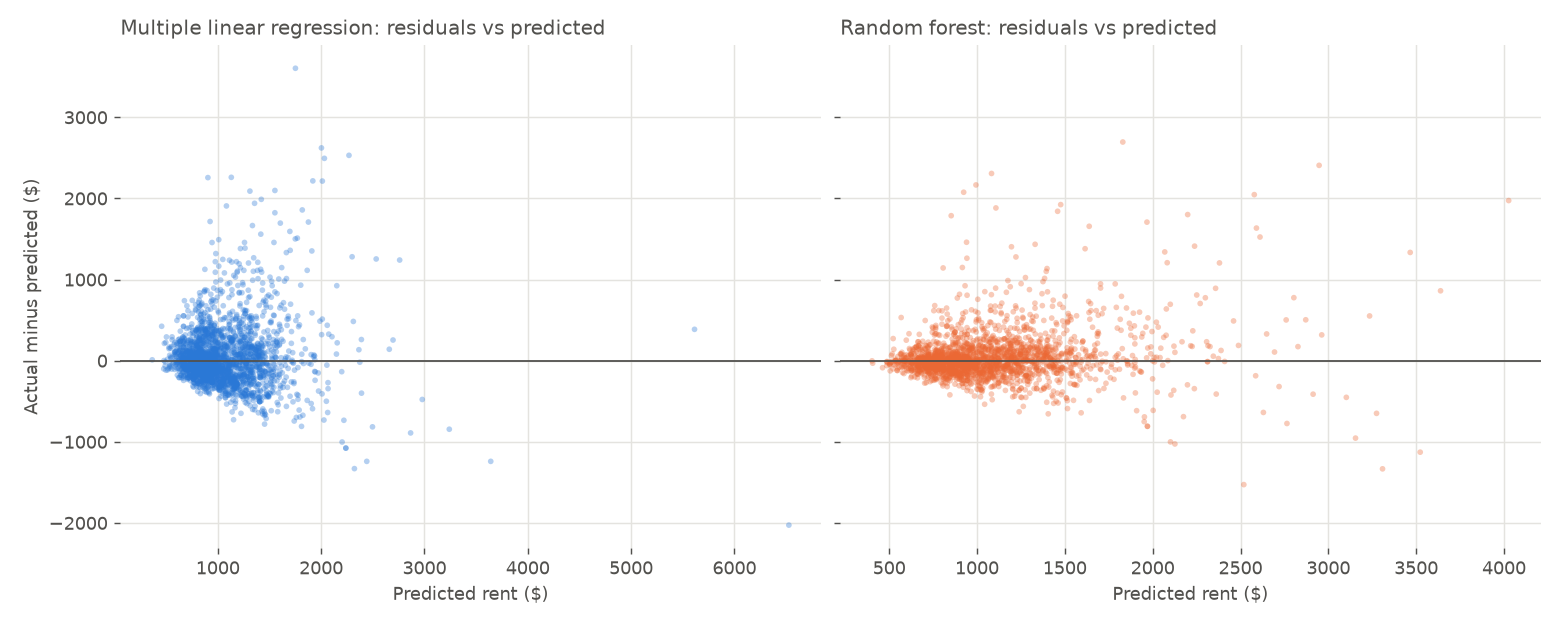 Multiple linear regression: residuals vs predicted
Random forest: residuals vs predicted
Actual minus predicted ($)
3000
2000
1000
0
−1000
−2000
1000 2000 3000 4000 5000 6000
500 1000 1500 2000 2500 3000 3500 4000
Predicted rent ($)
Predicted rent ($)